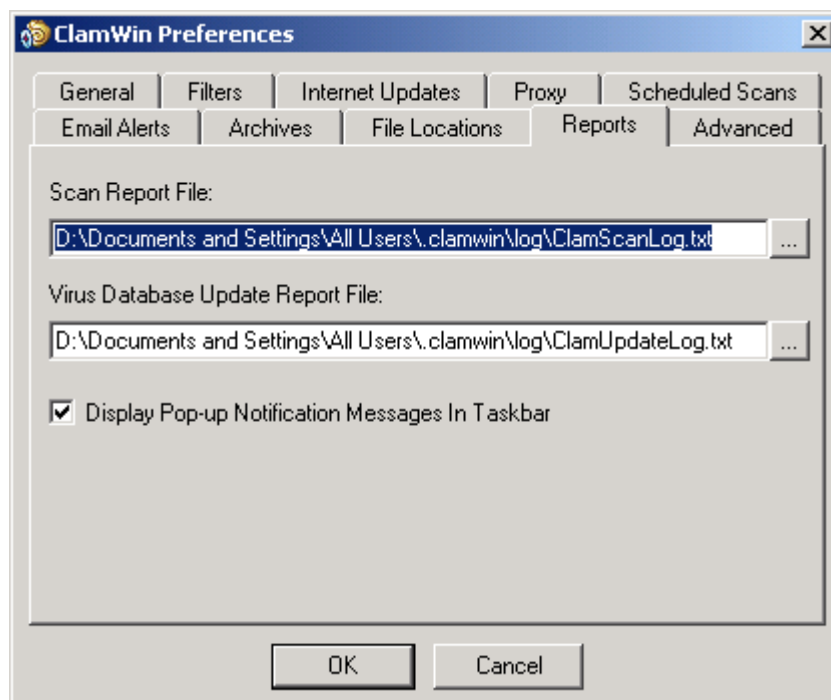 ClamWin Preferences
General Filters Internet Updates Proxy Scheduled Scans
Email Alerts Archives File Locations Reports Advanced
Scan Report File:
D:\Documents and Settings\All Users\.clamwin\log\ClamScanLog.txt ...
Virus Database Update Report File:
D:\Documents and Settings\All Users\.clamwin\log\ClamUpdateLog.txt ...
Display Pop-up Notification Messages In Taskbar
OK Cancel